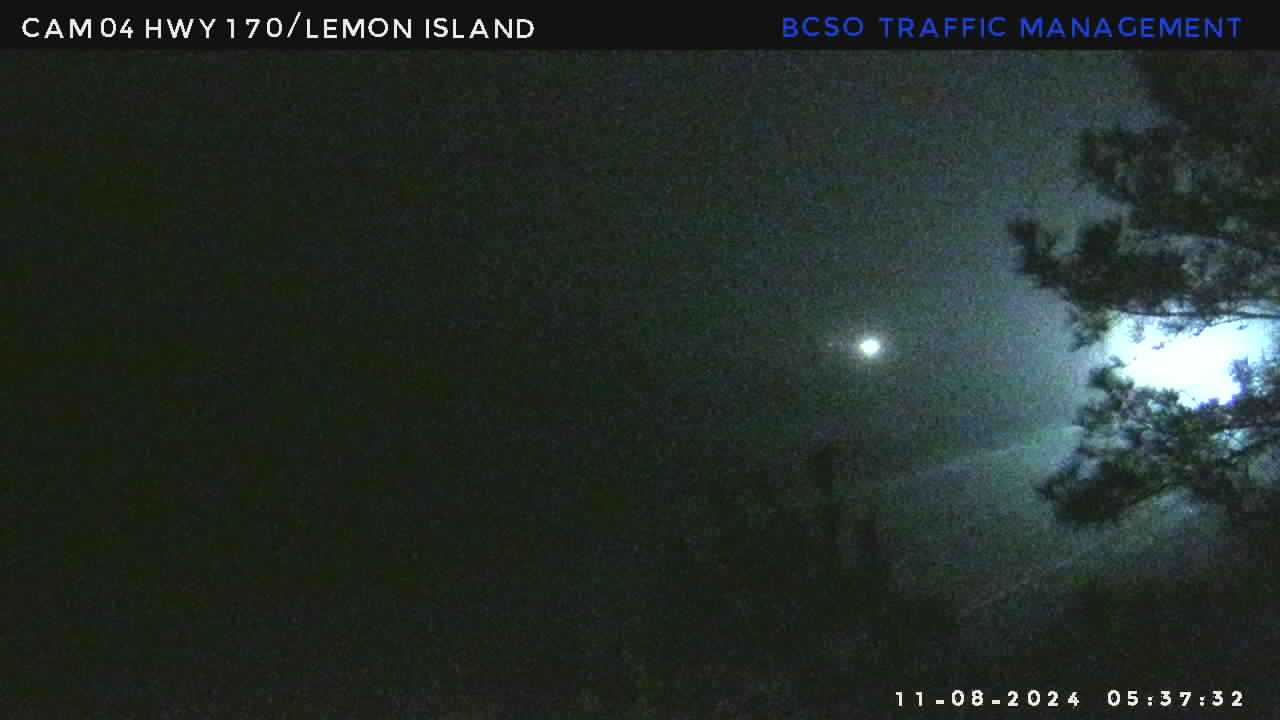 CAM04 HWY 170/LEMON ISLAND
BCSO TRAFFIC MANAGEMENT
11-08-2024 05:37:32